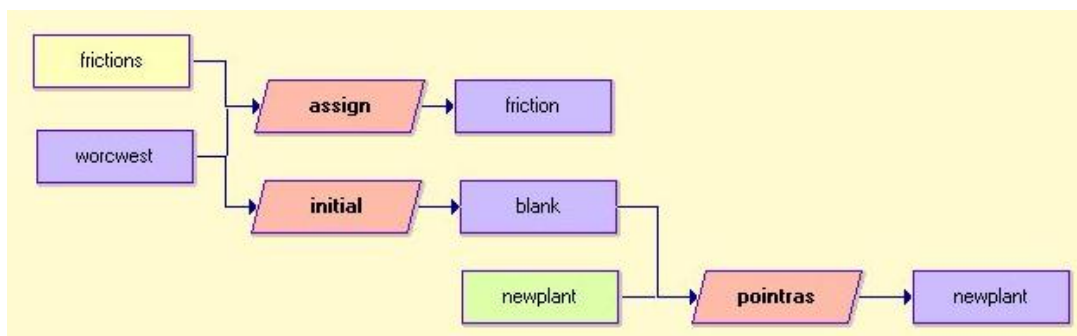 frictions
assign
friction
worcwest
initial
blank
newplant
pointras
newplant